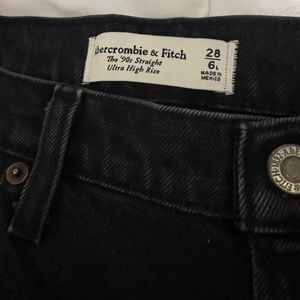 Abercrombie & Fitch
The '90s Straight
Ultra High Rise
28
6L
MADE IN
MEXICO